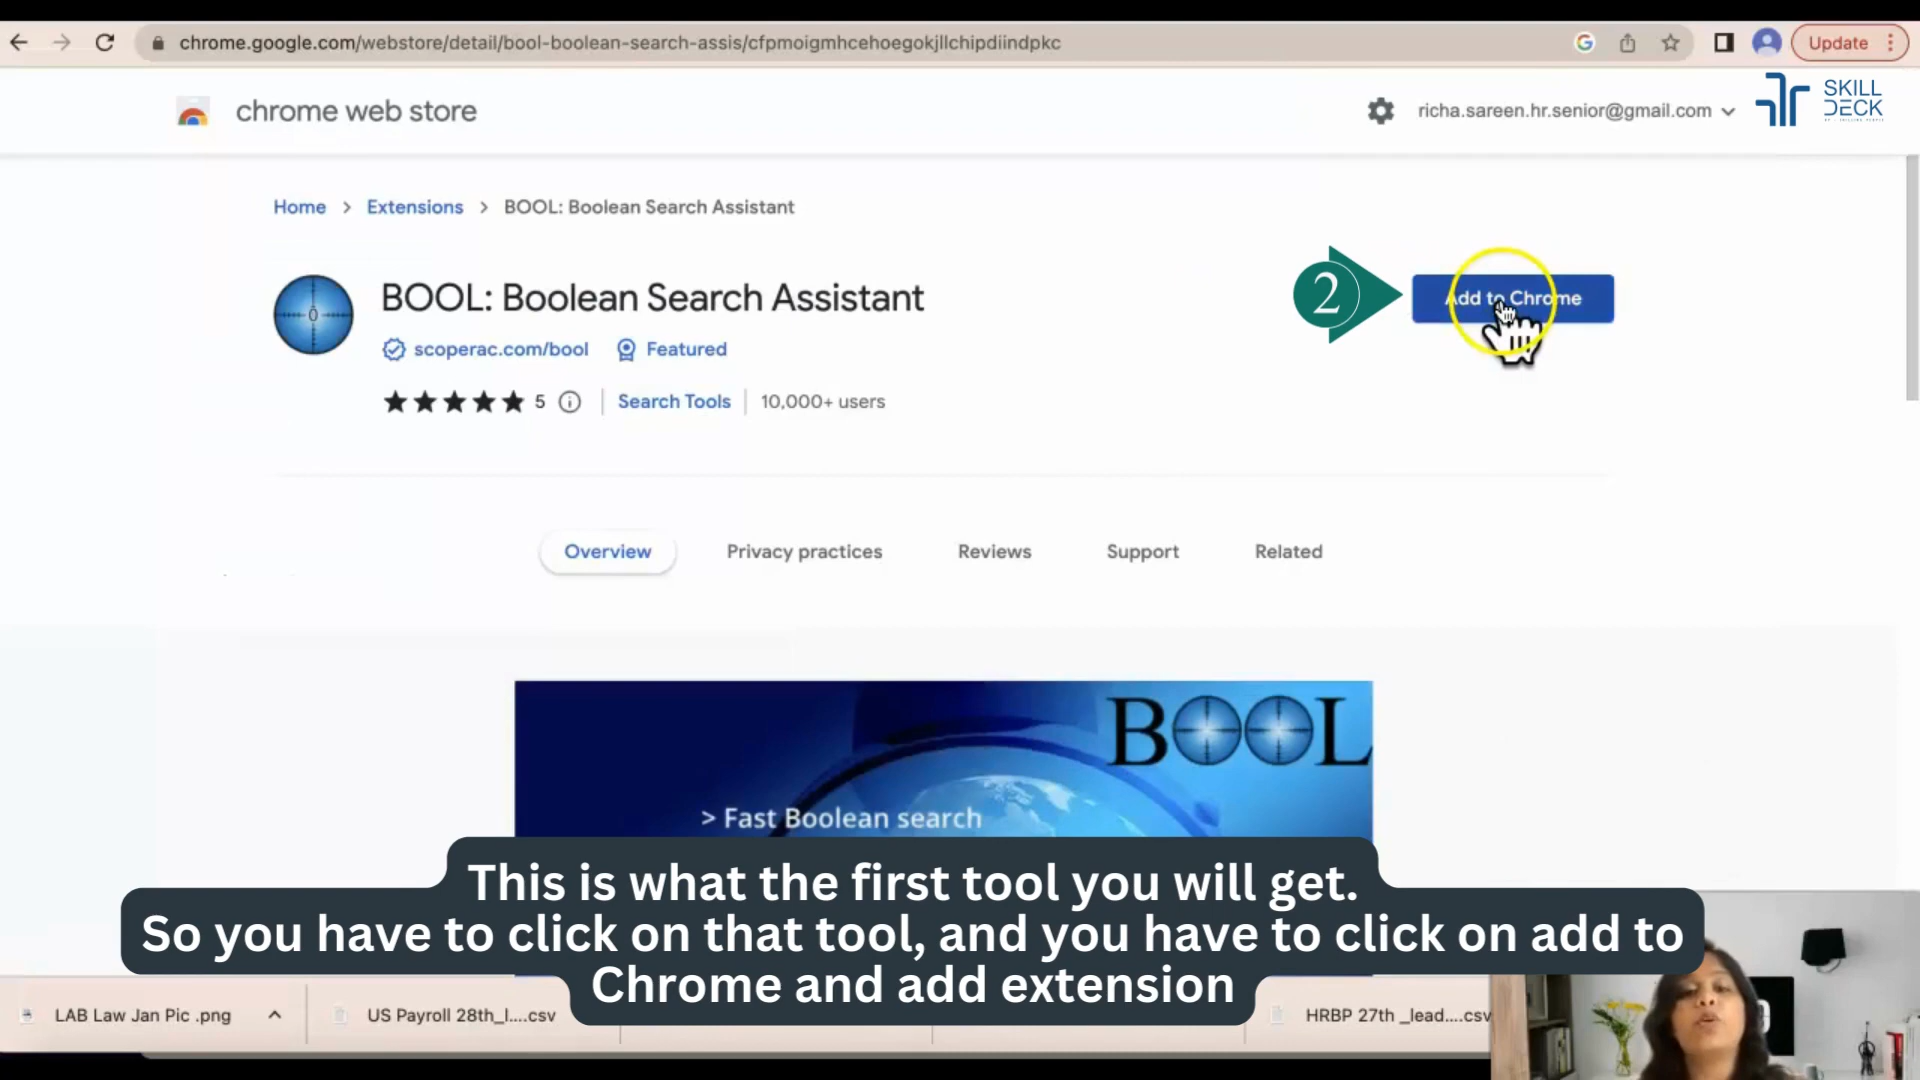 chrome.google.com/webstore/detail/bool-boolean-search-assis/cfpmoigmhcehoegokjllchipdiindpkc
Update
chrome web store
richa.sareen.hr.senior@gmail.com
SKILL
DECK
Home > Extensions > BOOL: Boolean Search Assistant
BOOL: Boolean Search Assistant
2
Add to Chrome
scoperac.com/bool
Featured
5
Search Tools
10,000+ users
Overview
Privacy practices
Reviews
Support
Related
BOOL
> Fast Boolean search
This is what the first tool you will get.
So you have to click on that tool, and you have to click on add to
Chrome and add extension
LAB Law Jan Pic .png
US Payroll 28th_l....csv
HRBP 27th _lead....csv